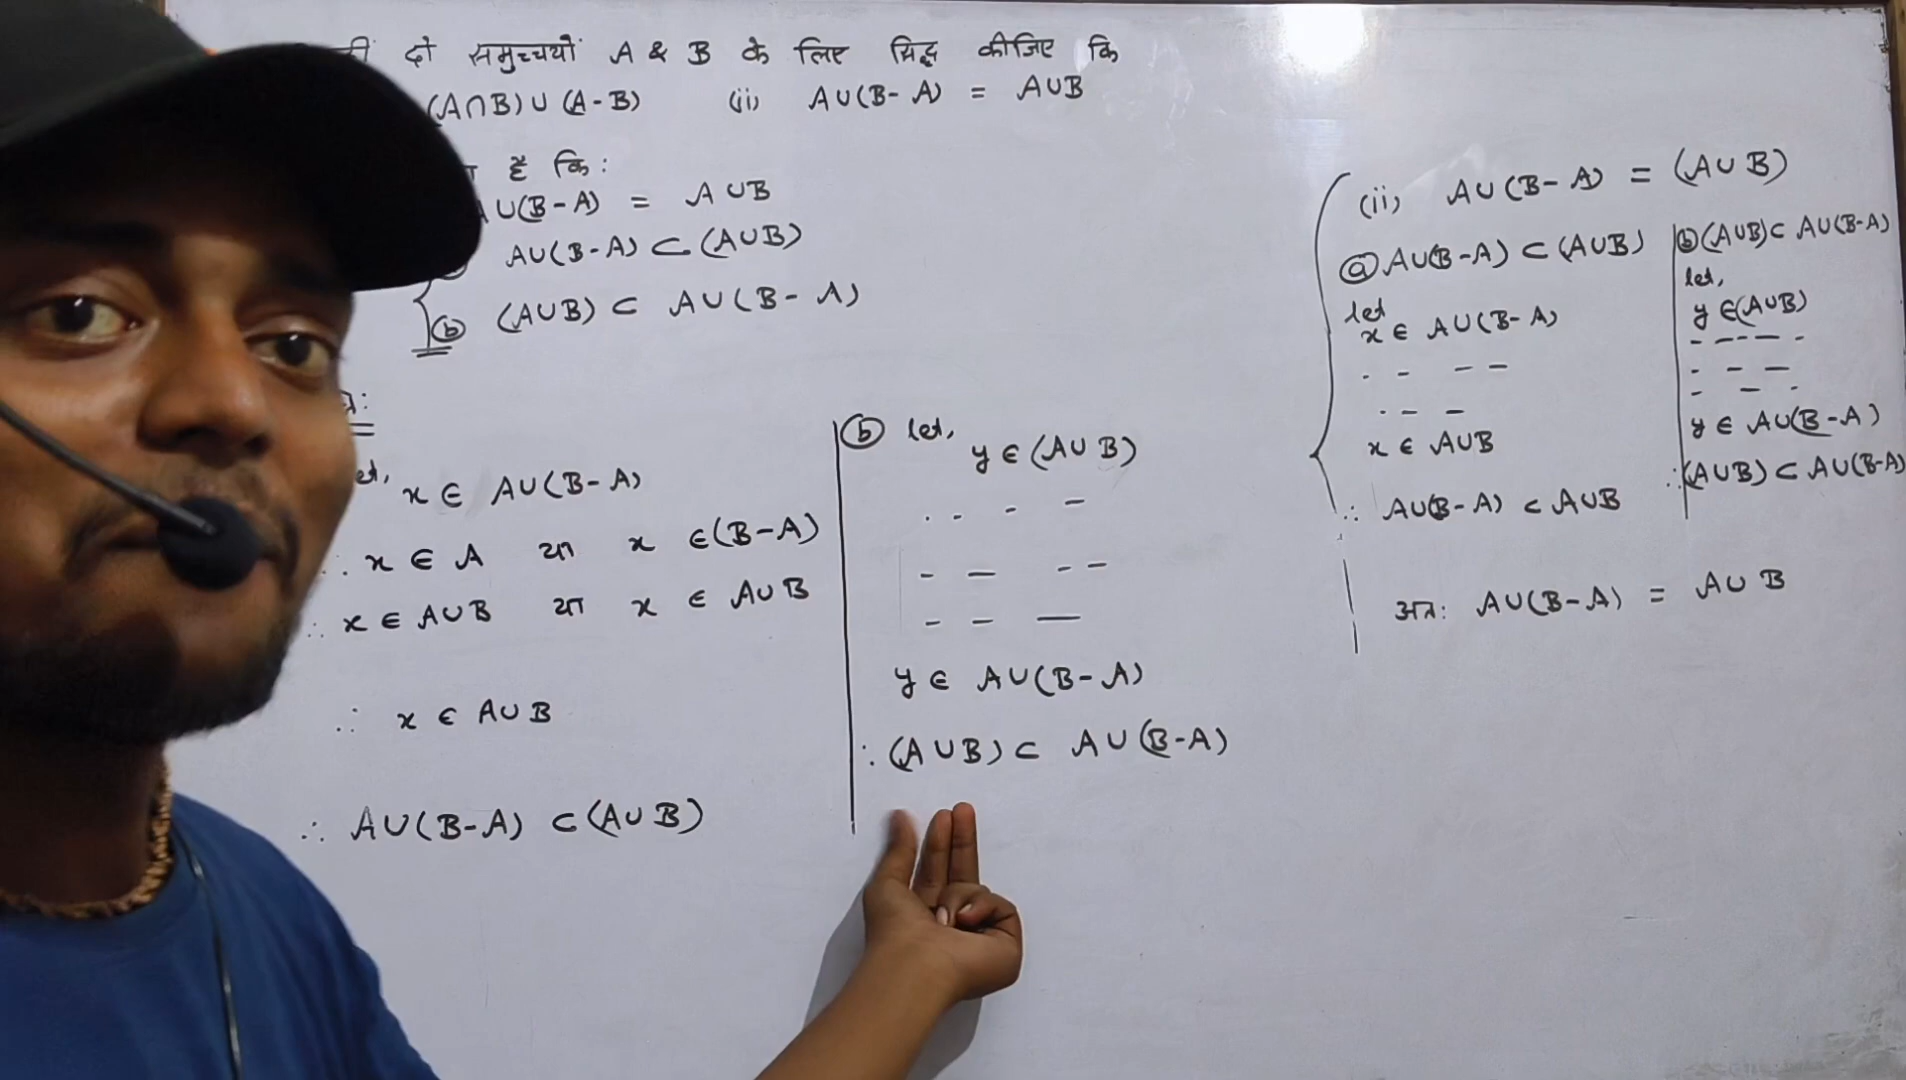 दो समुच्चयों A & B के लिए सिद्ध कीजिए कि
(A∩B)∪(A-B) (ii) A∪(B-A) = A∪B
है कि:
A∪(B-A) = A∪B
A∪(B-A) ⊂ (A∪B)
ⓑ (A∪B) ⊂ A∪(B-A)
x ∈ A∪(B-A)
∴ x ∈ A या x ∈ (B-A)
∴ x ∈ A∪B या x ∈ A∪B
∴ x ∈ A∪B
∴ A∪(B-A) ⊂ (A∪B)
ⓑ let,
y ∈ (A∪B)
y ∈ A∪(B-A)
∴ (A∪B) ⊂ A∪(B-A)
(ii) A∪(B-A) = (A∪B)
ⓐ A∪(B-A) ⊂ (A∪B)
let
x ∈ A∪(B-A)
x ∈ A∪B
∴ A∪(B-A) ⊂ A∪B
ⓑ (A∪B) ⊂ A∪(B-A)
let,
y ∈ (A∪B)
y ∈ A∪(B-A)
∴ (A∪B) ⊂ A∪(B-A)
अत: A∪(B-A) = A∪B